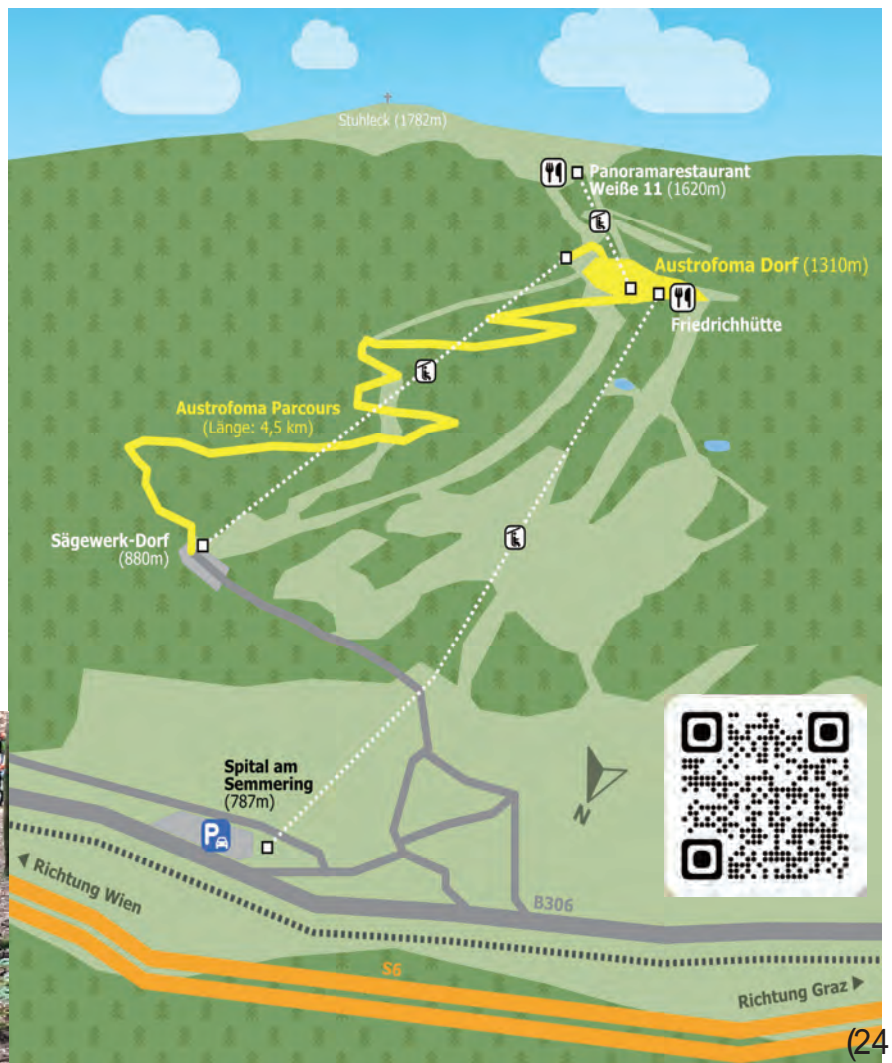 Stuhleck (1782m)
Panoramarestaurant
Weiße 11 (1620m)
Austrofoma Dorf (1310m)
Friedrichhütte
Austrofoma Parcours
(Länge: 4,5 km)
Sägewerk-Dorf
(880m)
Spital am
Semmering
(787m)
P
N
Richtung Wien
B306
S6
Richtung Graz
(24